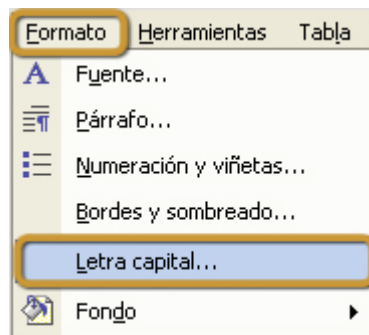 Formato Herramientas Tabla
Fuente...
Párrafo...
Numeración y viñetas...
Bordes y sombreado...
Letra capital...
Fondo